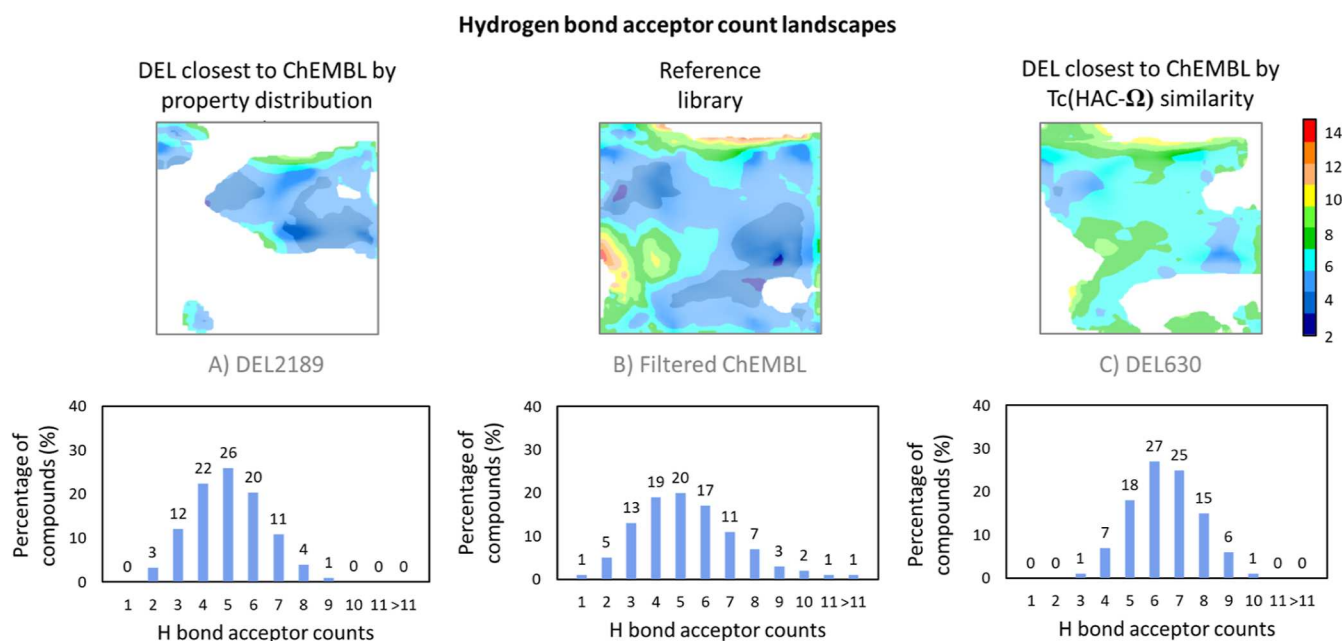 Hydrogen bond acceptor count landscapes
DEL closest to ChEMBL by
property distribution
Reference
library
DEL closest to ChEMBL by
Tc(HAC-Ω) similarity
14
12
10
8
6
4
2
A) DEL2189
B) Filtered ChEMBL
C) DEL630
Percentage of
compounds (%)
40
30
20
10
0
0 3 12 22 26 20 11 4 1 0 0 0
1 2 3 4 5 6 7 8 9 10 11 >11
H bond acceptor counts
Percentage of
compounds (%)
40
30
20
10
0
1 5 13 19 20 17 11 7 3 2 1 1
1 2 3 4 5 6 7 8 9 10 11 >11
H bond acceptor counts
Percentage of
compounds (%)
40
30
20
10
0
0 0 1 7 18 27 25 15 6 1 0 0
1 2 3 4 5 6 7 8 9 10 11 >11
H bond acceptor counts